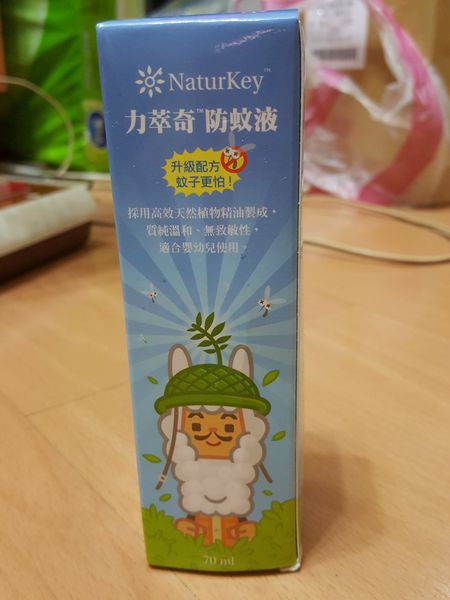 NaturKey™
力萃奇™防蚊液
升級配方
蚊子更怕！
採用高效天然植物精油製成，
質純溫和、無致敏性，
適合嬰幼兒使用。
70 ml